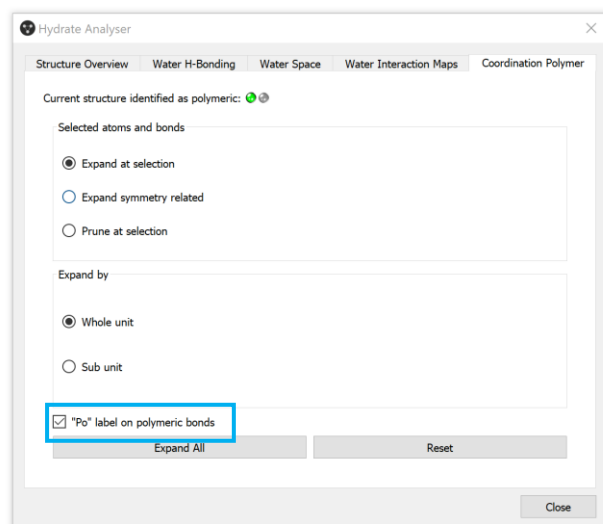 Hydrate Analyser
Structure Overview Water H-Bonding Water Space Water Interaction Maps Coordination Polymer
Current structure identified as polymeric:
Selected atoms and bonds
Expand at selection
Expand symmetry related
Prune at selection
Expand by
Whole unit
Sub unit
"Po" label on polymeric bonds
Expand All Reset
Close